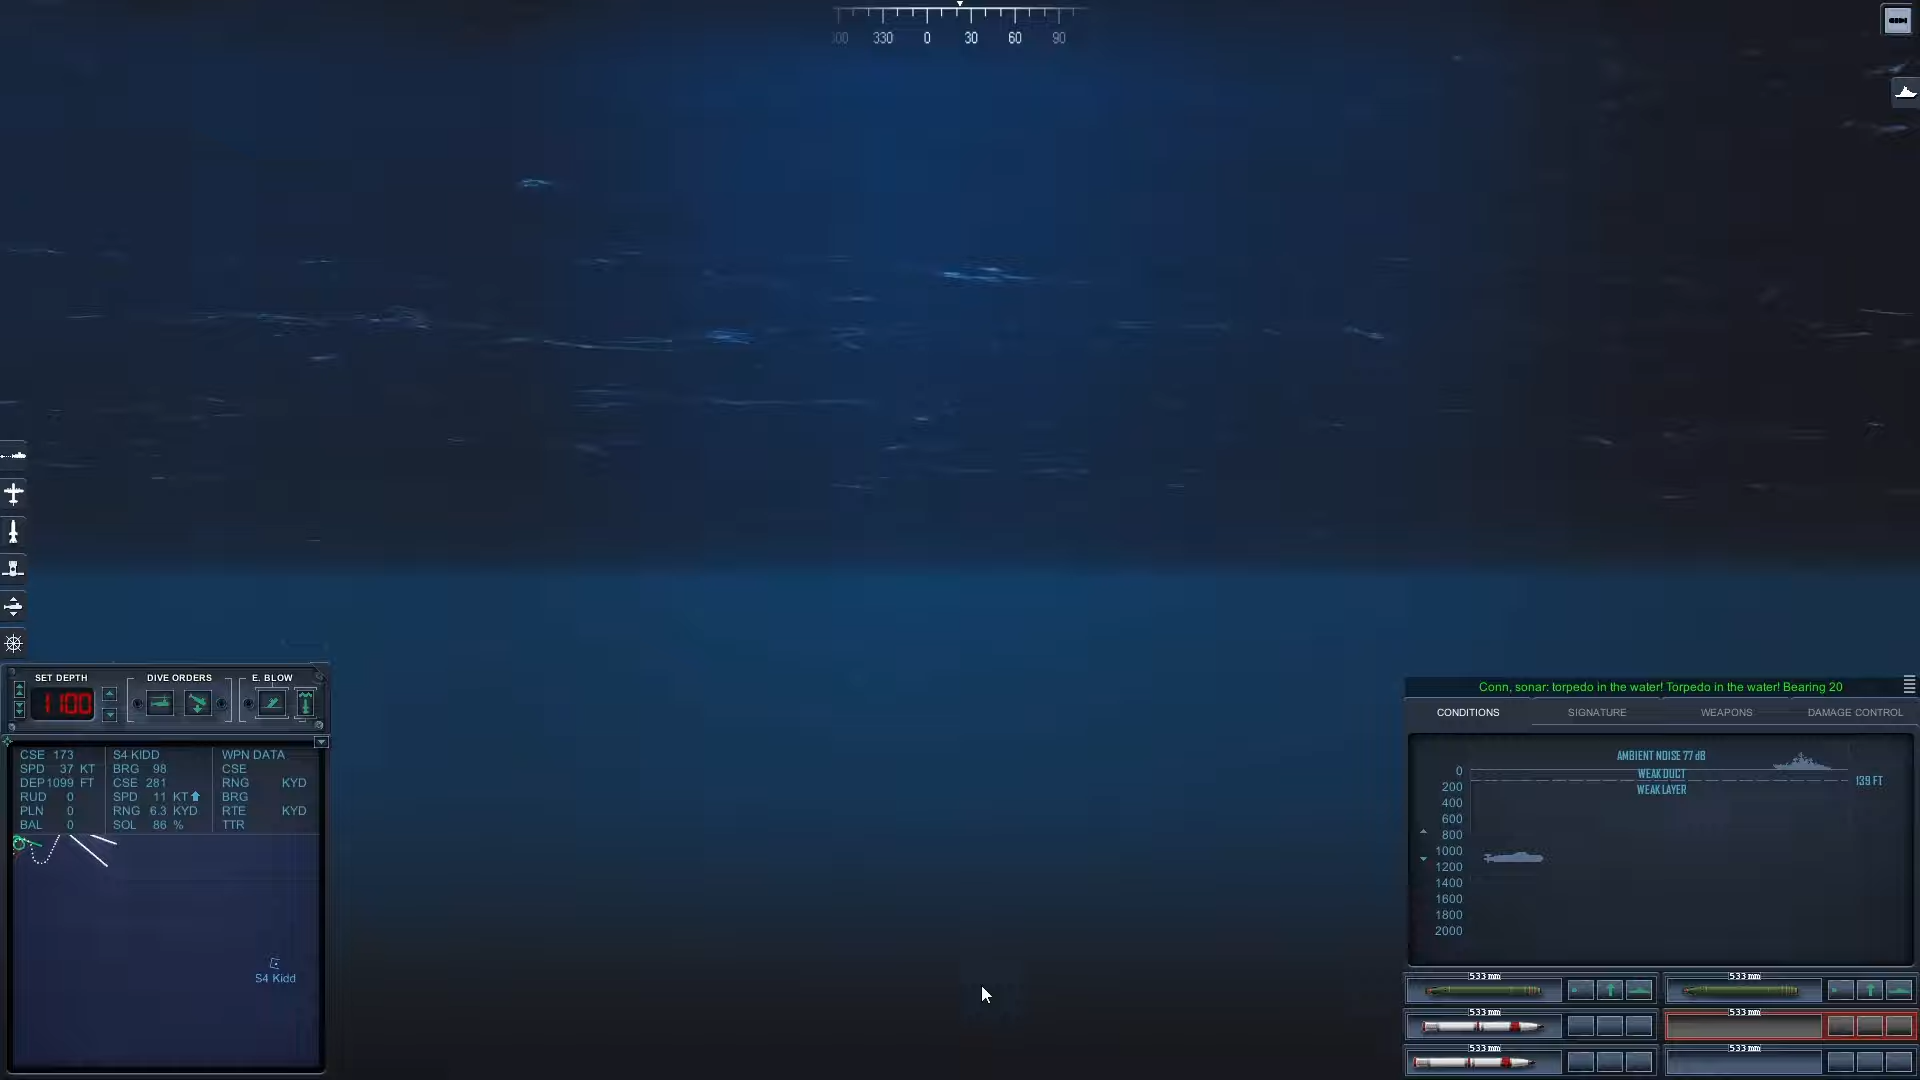 330 0 30 60 90
SET DEPTH DIVE ORDERS E. BLOW
1100
CSE 173 S4 KIDD WPN DATA
SPD 37 KT BRG 98 CSE
DEP 1099 FT CSE 281 RNG KYD
RUD 0 SPD 11 KT BRG
PLN 0 RNG 6.3 KYD RTE KYD
BAL 0 SOL 86 % TTR
S4 Kidd
Conn, sonar: torpedo in the water! Torpedo in the water! Bearing 20
CONDITIONS SIGNATURE WEAPONS DAMAGE CONTROL
AMBIENT NOISE 77 dB
0
WEAK DUCT
139 FT
200
WEAK LAYER
400
600
800
1000
1200
1400
1600
1800
2000
533 mm 533 mm
533 mm 533 mm
533 mm 533 mm